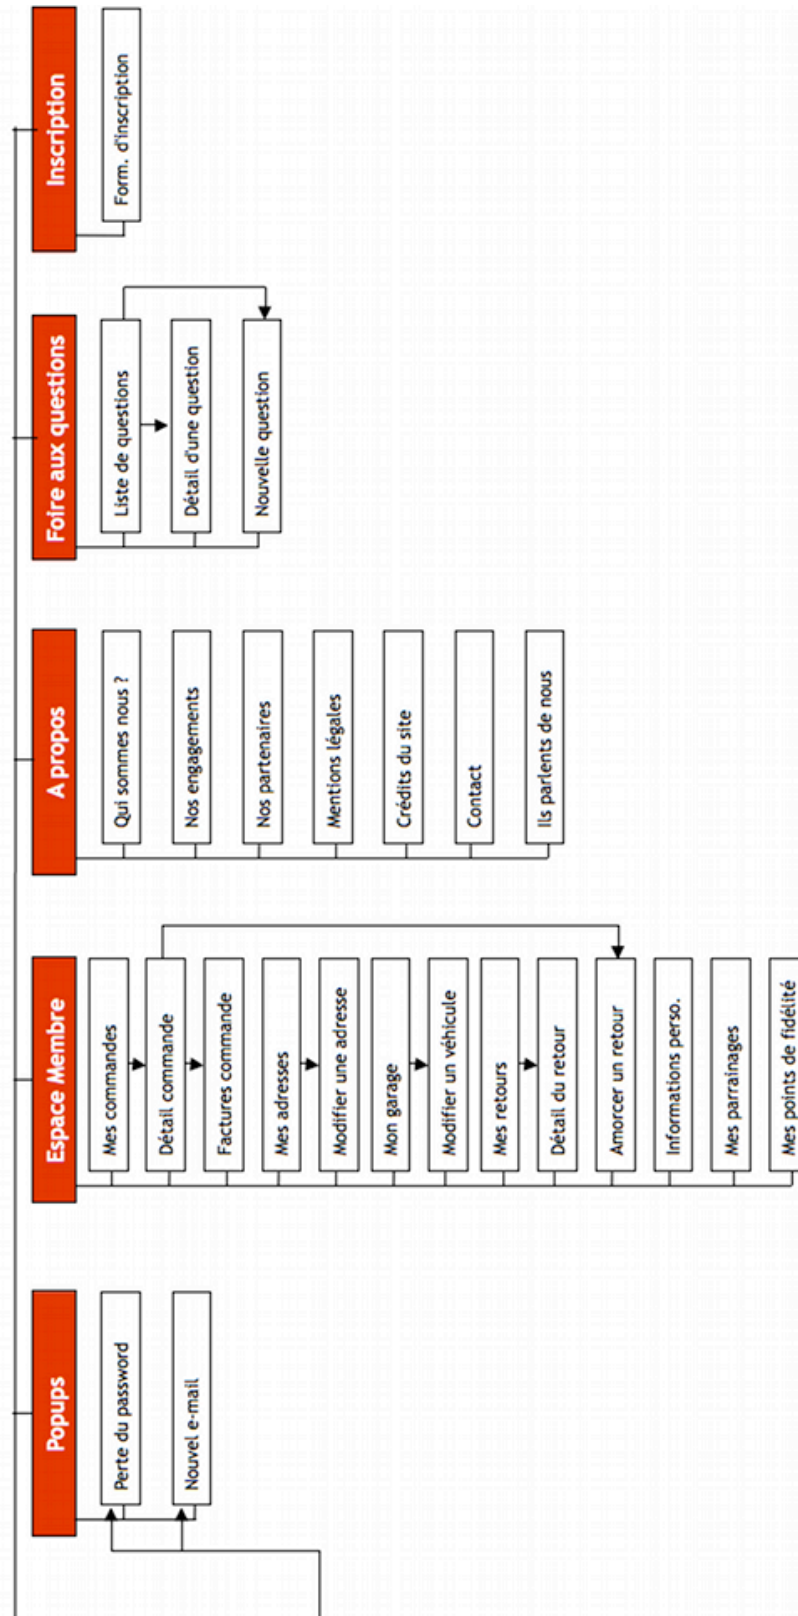 Popups
Perte du password
Nouvel e-mail
Espace Membre
Mes commandes
Détail commande
Factures commande
Mes adresses
Modifier une adresse
Mon garage
Modifier un véhicule
Mes retours
Détail du retour
Amorcer un retour
Informations perso.
Mes parrainages
Mes points de fidélité
A propos
Qui sommes nous ?
Nos engagements
Nos partenaires
Mentions légales
Crédits du site
Contact
Ils parlents de nous
Foire aux questions
Liste de questions
Détail d'une question
Nouvelle question
Inscription
Form. d'inscription